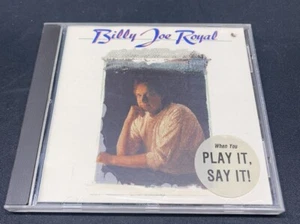 Billy Joe Royal
When You
PLAY IT,
SAY IT!